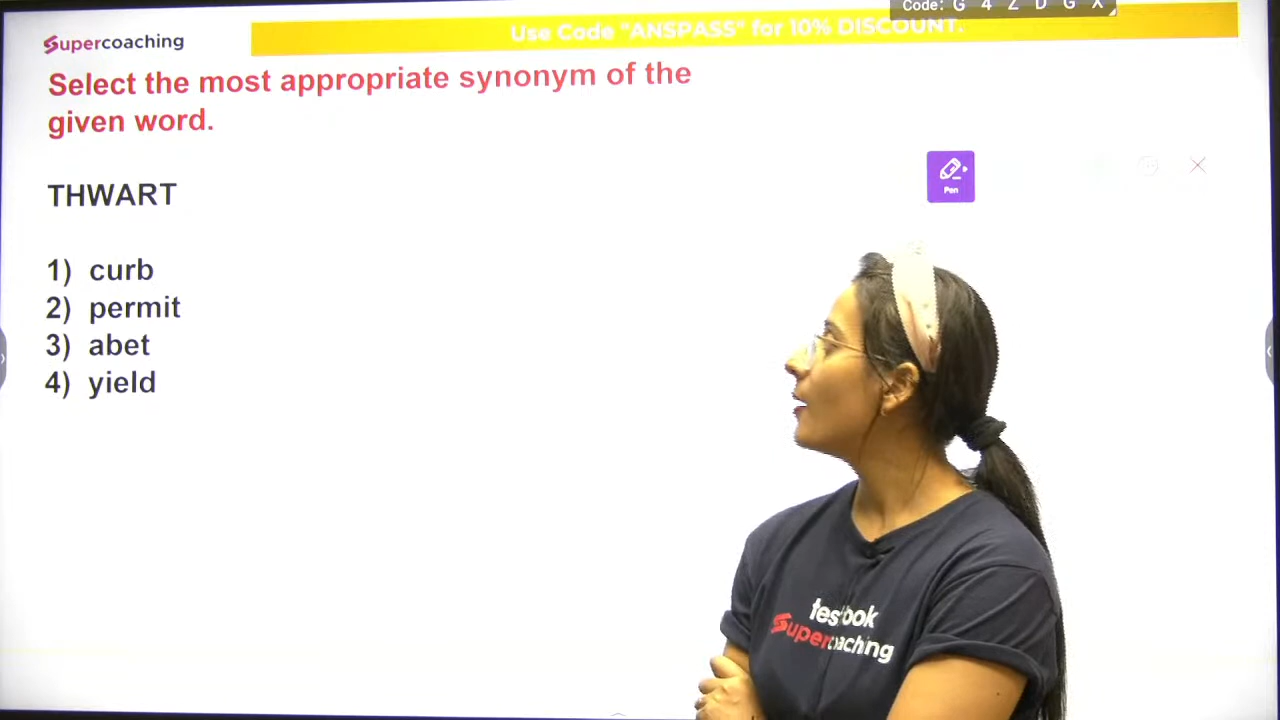 Code: G 4 Z D G X
Supercoaching
Use Code "ANSPASS" for 10% DISCOUNT.
Select the most appropriate synonym of the
given word.
THWART
Pen
1) curb
2) permit
3) abet
4) yield
testbook
Supercoaching